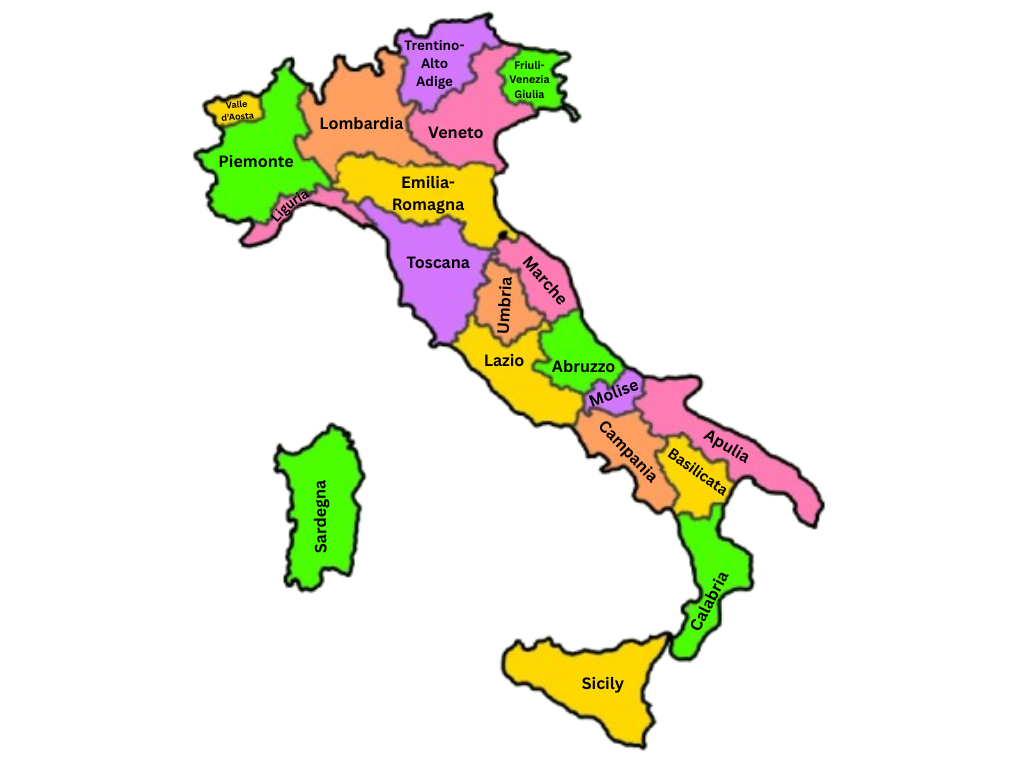 Trentino-
Alto
Adige
Friuli-
Venezia
Giulia
Valle
d'Aosta
Lombardia
Veneto
Piemonte
Emilia-
Romagna
Liguria
Toscana
Marche
Umbria
Lazio
Abruzzo
Molise
Campania
Apulia
Basilicata
Sardegna
Calabria
Sicily